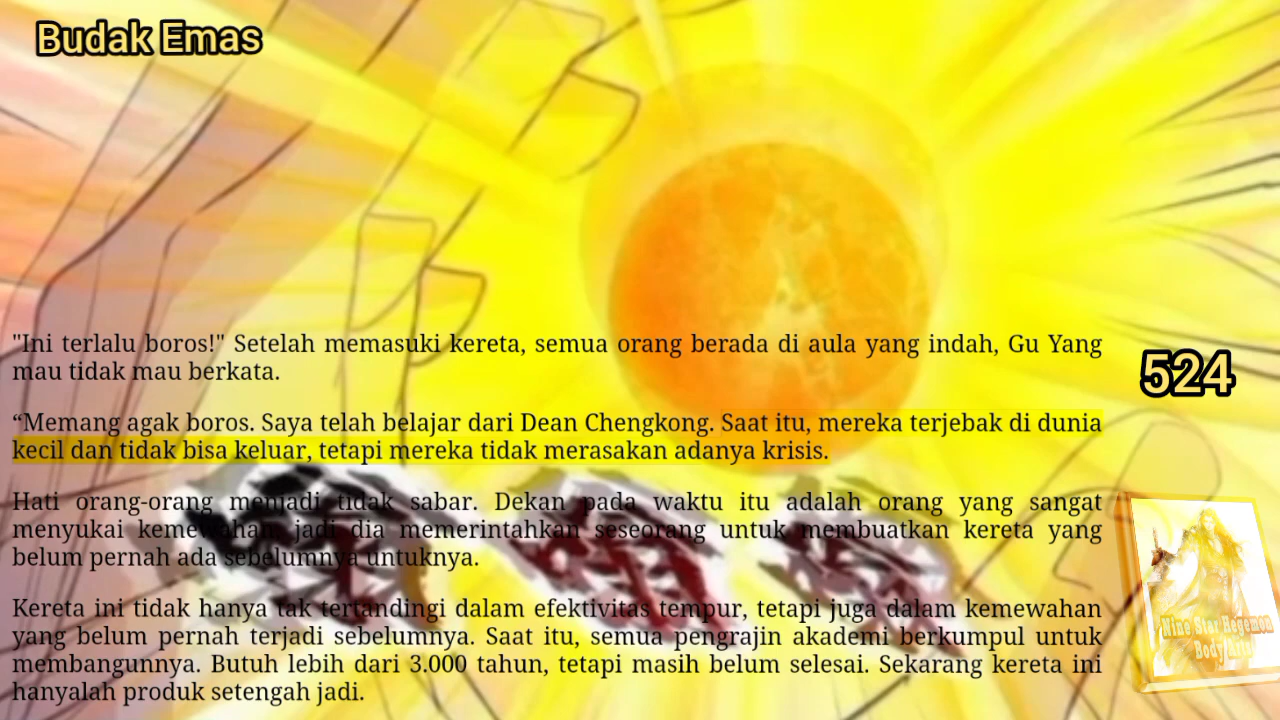 Budak Emas
"Ini terlalu boros!" Setelah memasuki kereta, semua orang berada di aula yang indah, Gu Yang
mau tidak mau berkata.
524
“Memang agak boros. Saya telah belajar dari Dean Chengkong. Saat itu, mereka terjebak di dunia
kecil dan tidak bisa keluar, tetapi mereka tidak merasakan adanya krisis.
Hati orang-orang menjadi tidak sabar. Dekan pada waktu itu adalah orang yang sangat
menyukai kemewahan, jadi dia memerintahkan seseorang untuk membuatkan kereta yang
belum pernah ada sebelumnya untuknya.
Kereta ini tidak hanya tak tertandingi dalam efektivitas tempur, tetapi juga dalam kemewahan
yang belum pernah terjadi sebelumnya. Saat itu, semua pengrajin akademi berkumpul untuk
membangunnya. Butuh lebih dari 3.000 tahun, tetapi masih belum selesai. Sekarang kereta ini
hanyalah produk setengah jadi.
Nine Star Hegemon
Body Arts